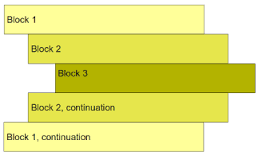 Block 1
Block 2
Block 3
Block 2, continuation
Block 1, continuation